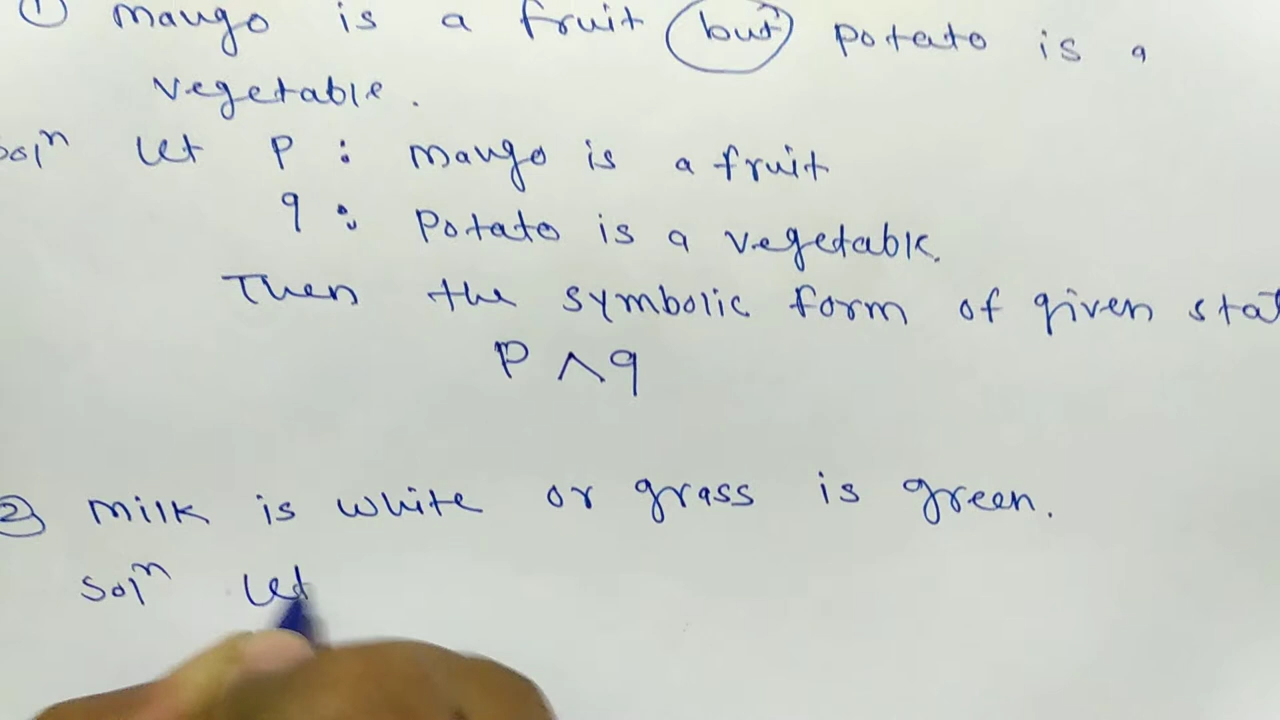 ① mango is a fruit but potato is a
vegetable.
Solⁿ Let p : mango is a fruit
q : potato is a vegetable.
Then the symbolic form of given stat
p ∧ q
② milk is white or grass is green.
Solⁿ Let